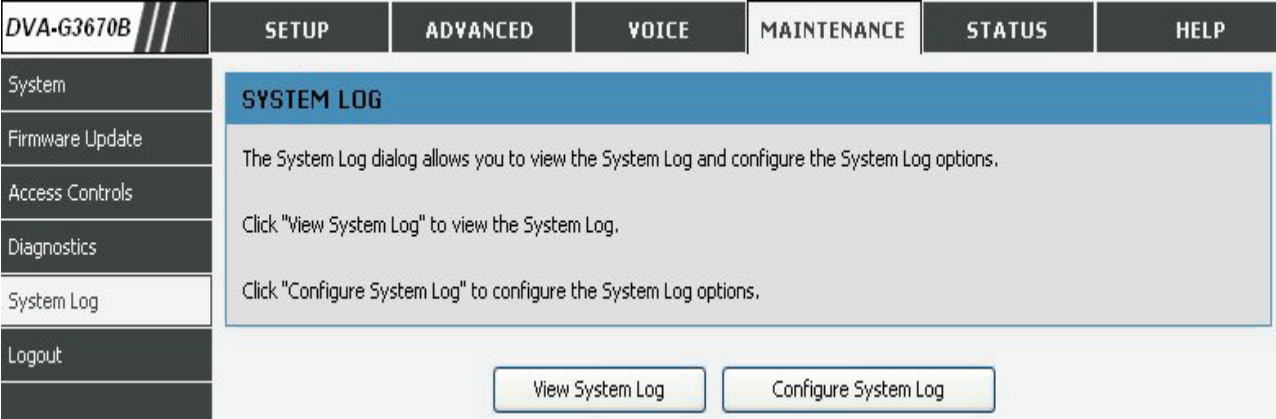 DVA-G3670B
SETUP
ADVANCED
VOICE
MAINTENANCE
STATUS
HELP
System
Firmware Update
Access Controls
Diagnostics
System Log
Logout
SYSTEM LOG
The System Log dialog allows you to view the System Log and configure the System Log options.
Click "View System Log" to view the System Log.
Click "Configure System Log" to configure the System Log options.
View System Log
Configure System Log